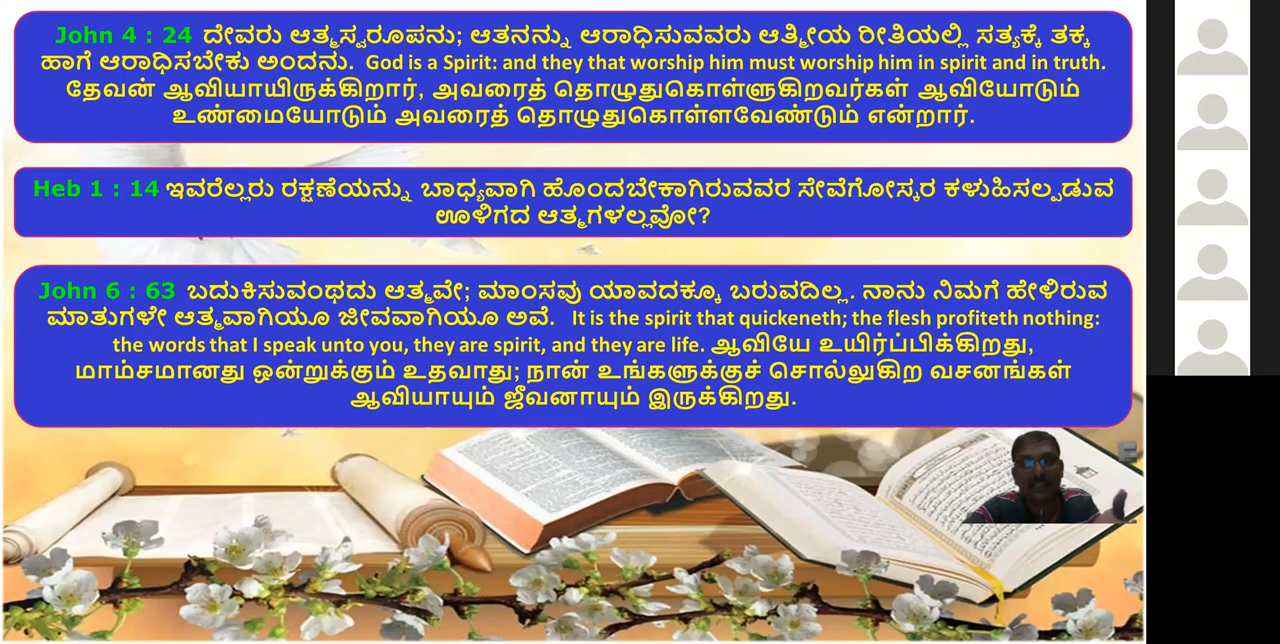 John 4 : 24 ದೇವರು ಆತ್ಮಸ್ವರೂಪನು; ಆತನನ್ನು ಆರಾಧಿಸುವವರು ಆತ್ಮೀಯ ರೀತಿಯಲ್ಲಿ ಸತ್ಯಕ್ಕೆ ತಕ್ಕ
ಹಾಗೆ ಆರಾಧಿಸಬೇಕು ಅಂದನು. God is a Spirit: and they that worship him must worship him in spirit and in truth.
தேவன் ஆவியாயிருக்கிறார், அவரைத் தொழுதுகொள்ளுகிறவர்கள் ஆவியோடும்
உண்மையோடும் அவரைத் தொழுதுகொள்ளவேண்டும் என்றார்.
Heb 1 : 14 ಇವರೆಲ್ಲರು ರಕ್ಷಣೆಯನ್ನು ಬಾಧ್ಯವಾಗಿ ಹೊಂದಬೇಕಾಗಿರುವವರ ಸೇವೆಗೋಸ್ಕರ ಕಳುಹಿಸಲ್ಪಡುವ
ಊಳಿಗದ ಆತ್ಮಗಳಲ್ಲವೋ?
John 6 : 63 ಬದುಕಿಸುವಂಥದು ಆತ್ಮವೇ; ಮಾಂಸವು ಯಾವದಕ್ಕೂ ಬರುವದಿಲ್ಲ. ನಾನು ನಿಮಗೆ ಹೇಳಿರುವ
ಮಾತುಗಳೇ ಆತ್ಮವಾಗಿಯೂ ಜೀವವಾಗಿಯೂ ಅವೆ. It is the spirit that quickeneth; the flesh profiteth nothing:
the words that I speak unto you, they are spirit, and they are life. ஆவியே உயிர்ப்பிக்கிறது,
மாம்சமானது ஒன்றுக்கும் உதவாது; நான் உங்களுக்குச் சொல்லுகிற வசனங்கள்
ஆவியாயும் ஜீவனாயும் இருக்கிறது.